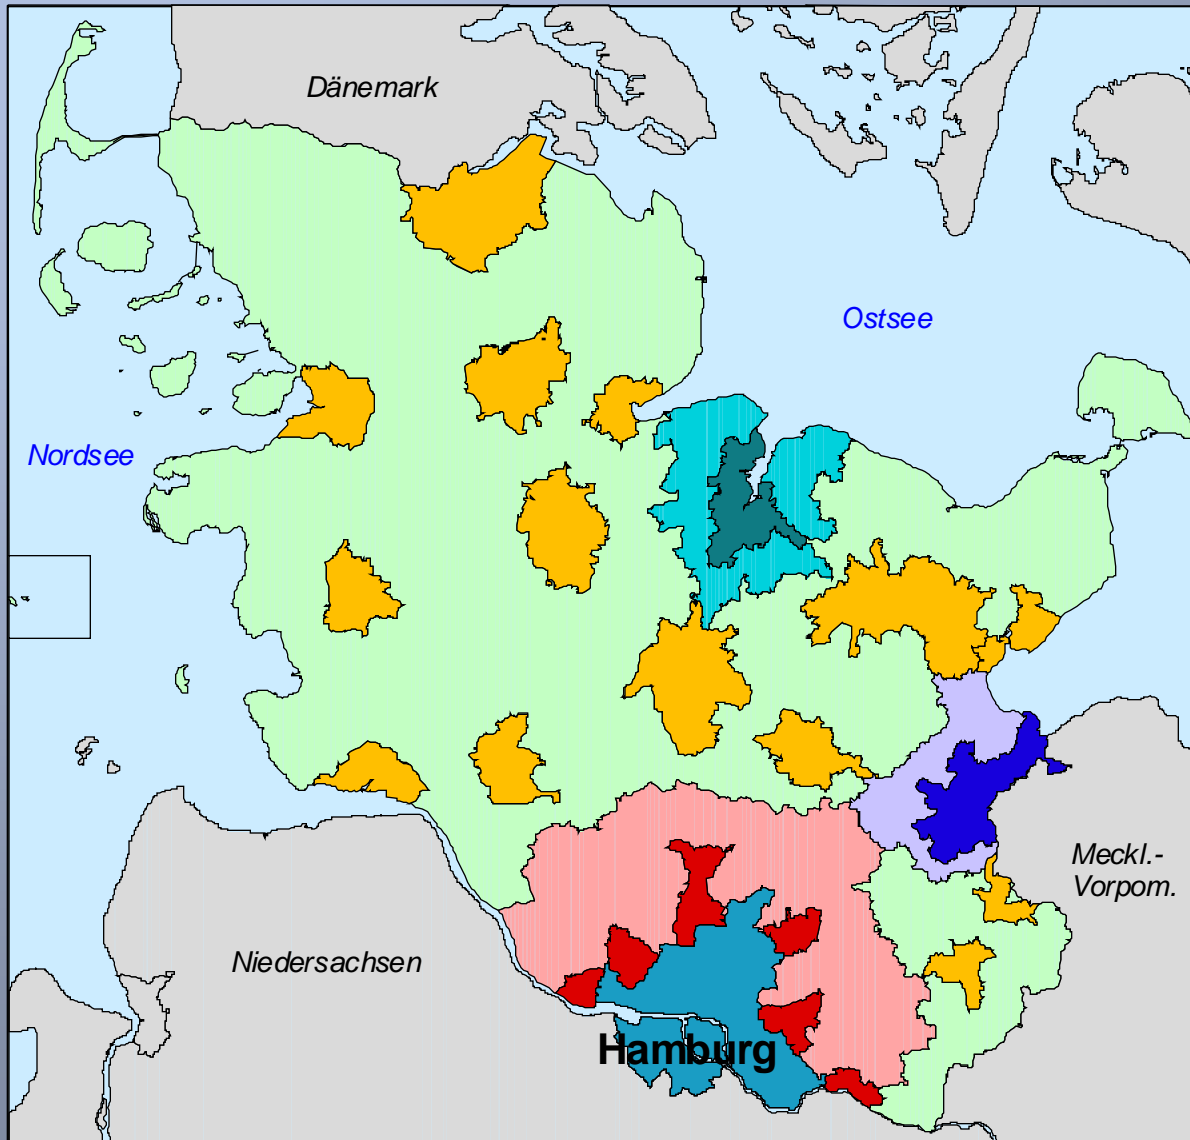 Dänemark
Ostsee
Nordsee
Meckl.-
Vorpom.
Niedersachsen
Hamburg